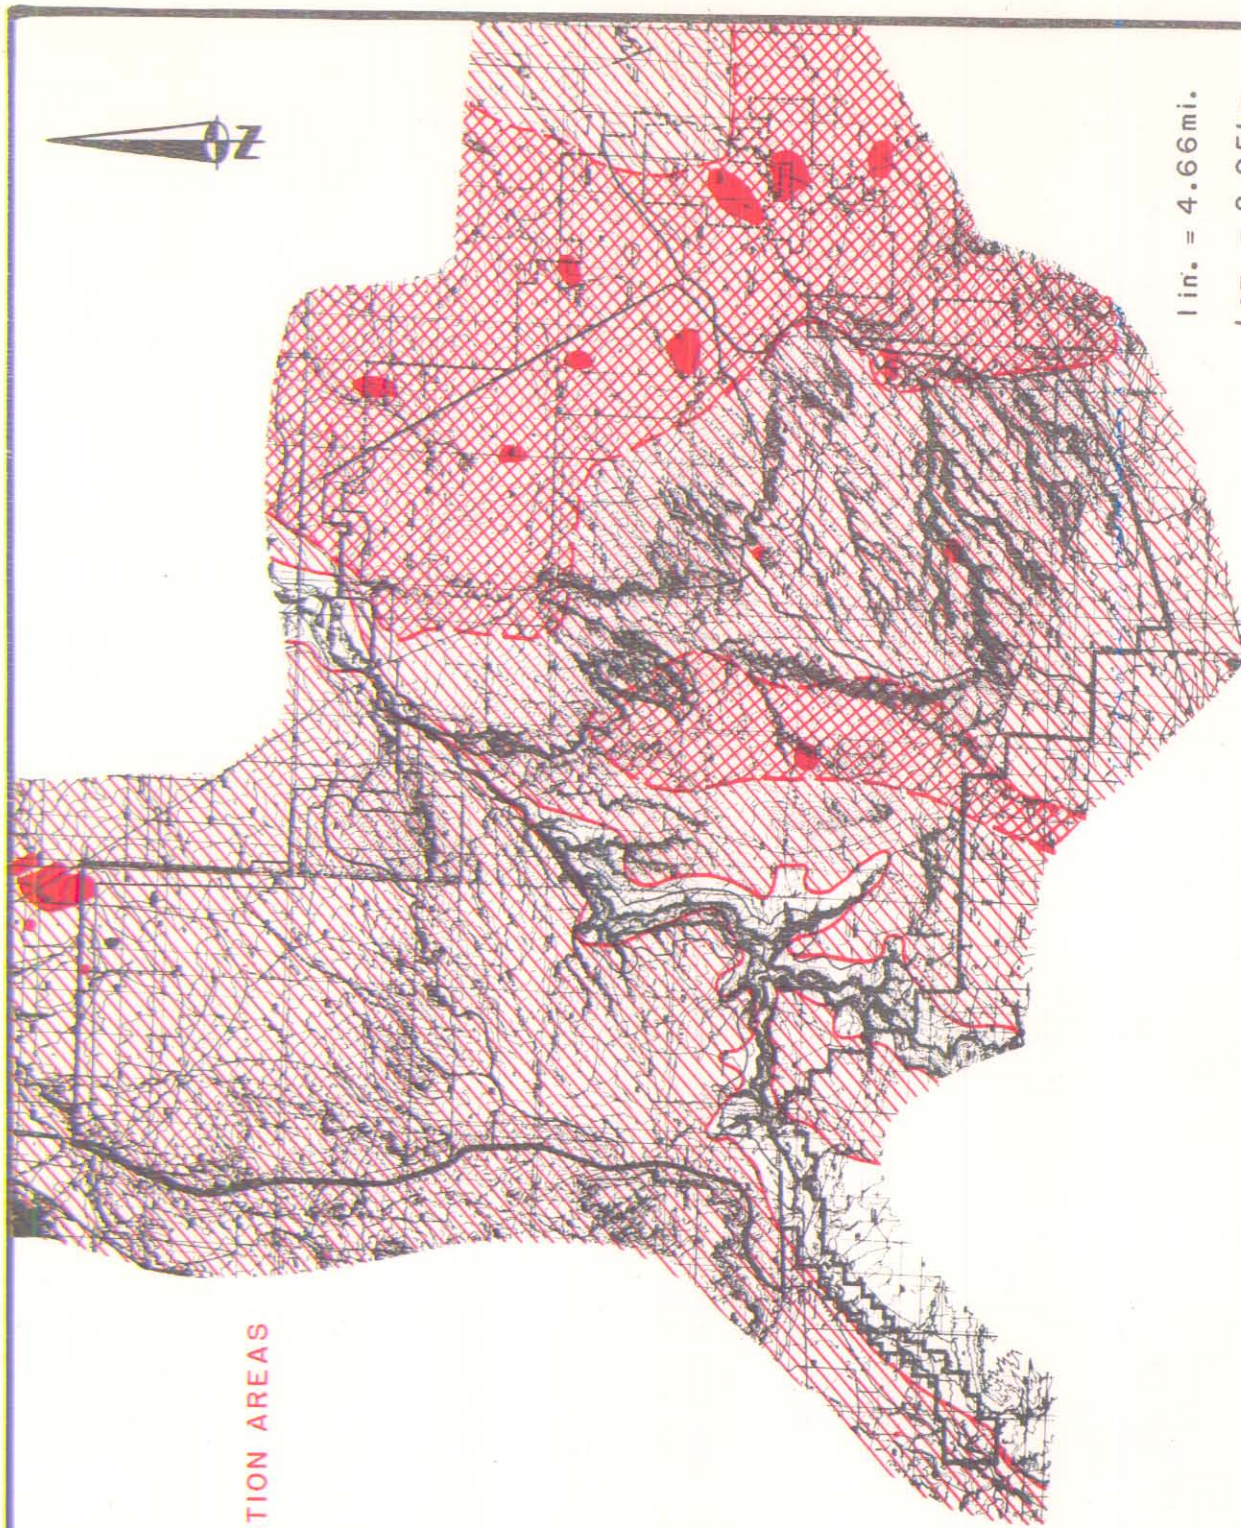 N
TION AREAS
1 in. = 4.66mi.